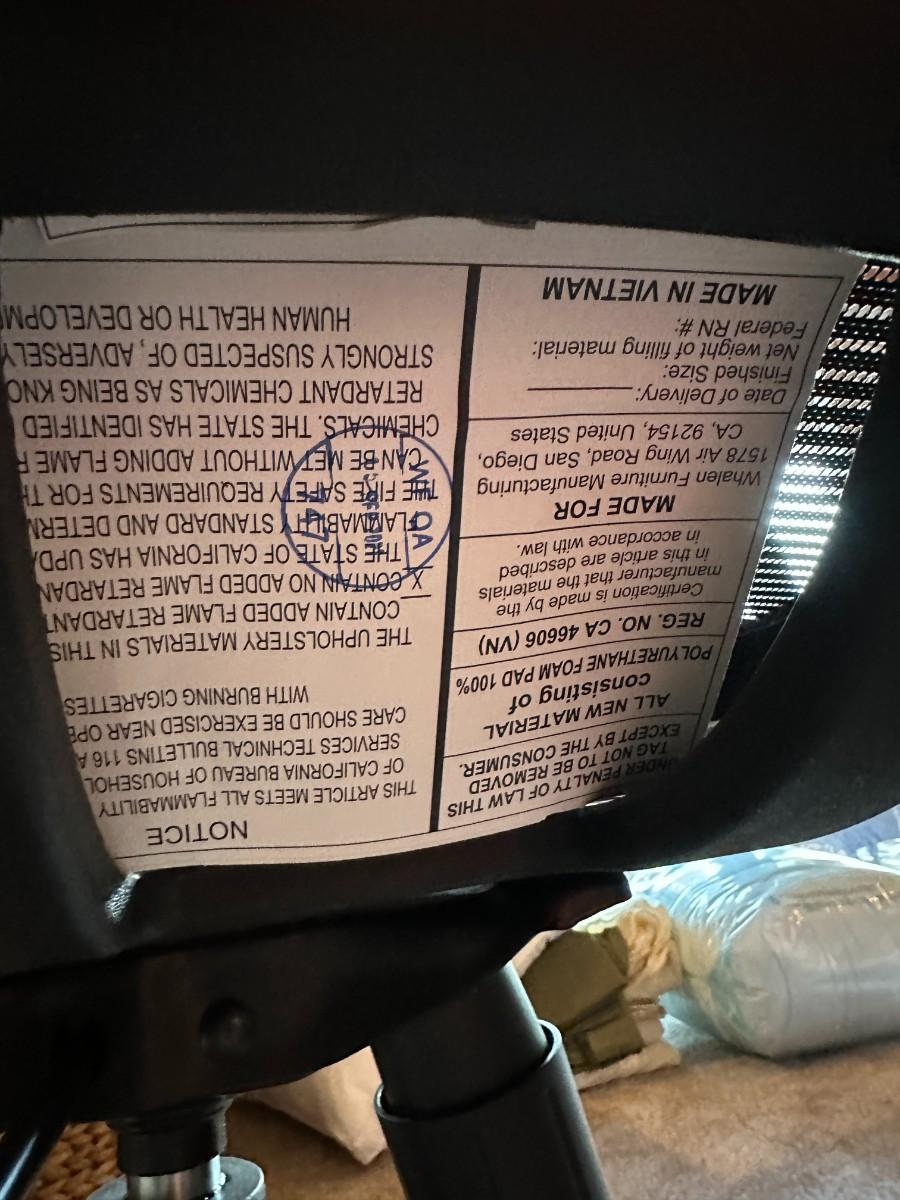 UNDER PENALTY OF LAW THIS
TAG NOT TO BE REMOVED
EXCEPT BY THE CONSUMER.
ALL NEW MATERIAL
consisting of
POLYURETHANE FOAM PAD 100%
REG. NO. CA 46606 (VN)
Certification is made by the
manufacturer that the materials
in this article are described
in accordance with law.
MADE FOR
Whalen Furniture Manufacturing
1578 Air Wing Road, San Diego,
CA, 92154, United States
Date of Delivery:
Finished Size:
Net weight of filling material:
Federal RN #:
MADE IN VIETNAM
NOTICE
THIS ARTICLE MEETS ALL FLAMMABILITY
OF CALIFORNIA BUREAU OF HOUSEHOL
SERVICES TECHNICAL BULLETINS 116 A
CARE SHOULD BE EXERCISED NEAR OPE
WITH BURNING CIGARETTES
THE UPHOLSTERY MATERIALS IN THIS
CONTAIN ADDED FLAME RETARDANT
X CONTAIN NO ADDED FLAME RETARDAN
THE STATE OF CALIFORNIA HAS UPDA
FLAMMABILITY STANDARD AND DETERM
THE FIRE SAFETY REQUIREMENTS FOR TH
CAN BE MET WITHOUT ADDING FLAME R
CHEMICALS. THE STATE HAS IDENTIFIED
RETARDANT CHEMICALS AS BEING KNO
STRONGLY SUSPECTED OF, ADVERSELY
HUMAN HEALTH OR DEVELOPM
WF QA
747